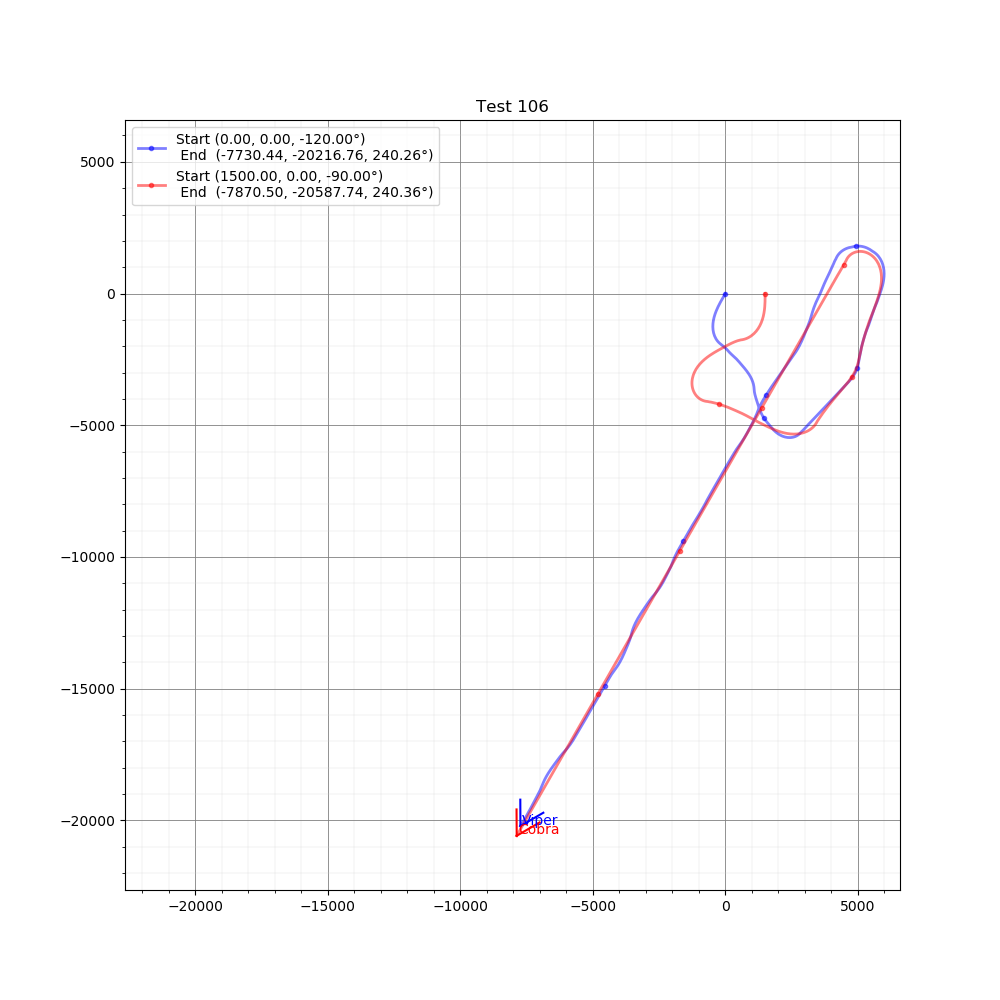 Test 106
Start (0.00, 0.00, -120.00°)
End (-7730.44, -20216.76, 240.26°)
Start (1500.00, 0.00, -90.00°)
End (-7870.50, -20587.74, 240.36°)
5000
0
−5000
−10000
−15000
−20000
Viper
Cobra
−20000
−15000
−10000
−5000
0
5000